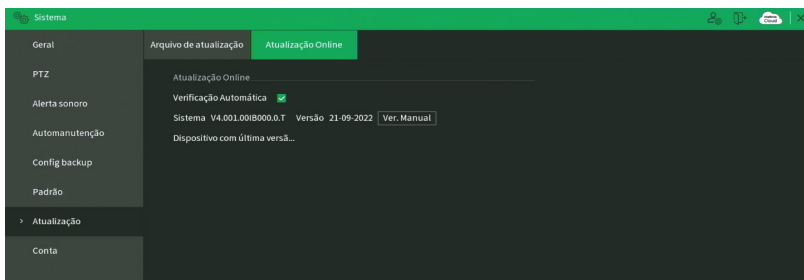 Sistema
Cloud
Geral
PTZ
Alerta sonoro
Automanutenção
Config backup
Padrão
> Atualização
Conta
Arquivo de atualização
Atualização Online
Atualização Online
Verificação Automática
Sistema V4.001.00IB000.0.T Versão 21-09-2022 Ver. Manual
Dispositivo com última versã...